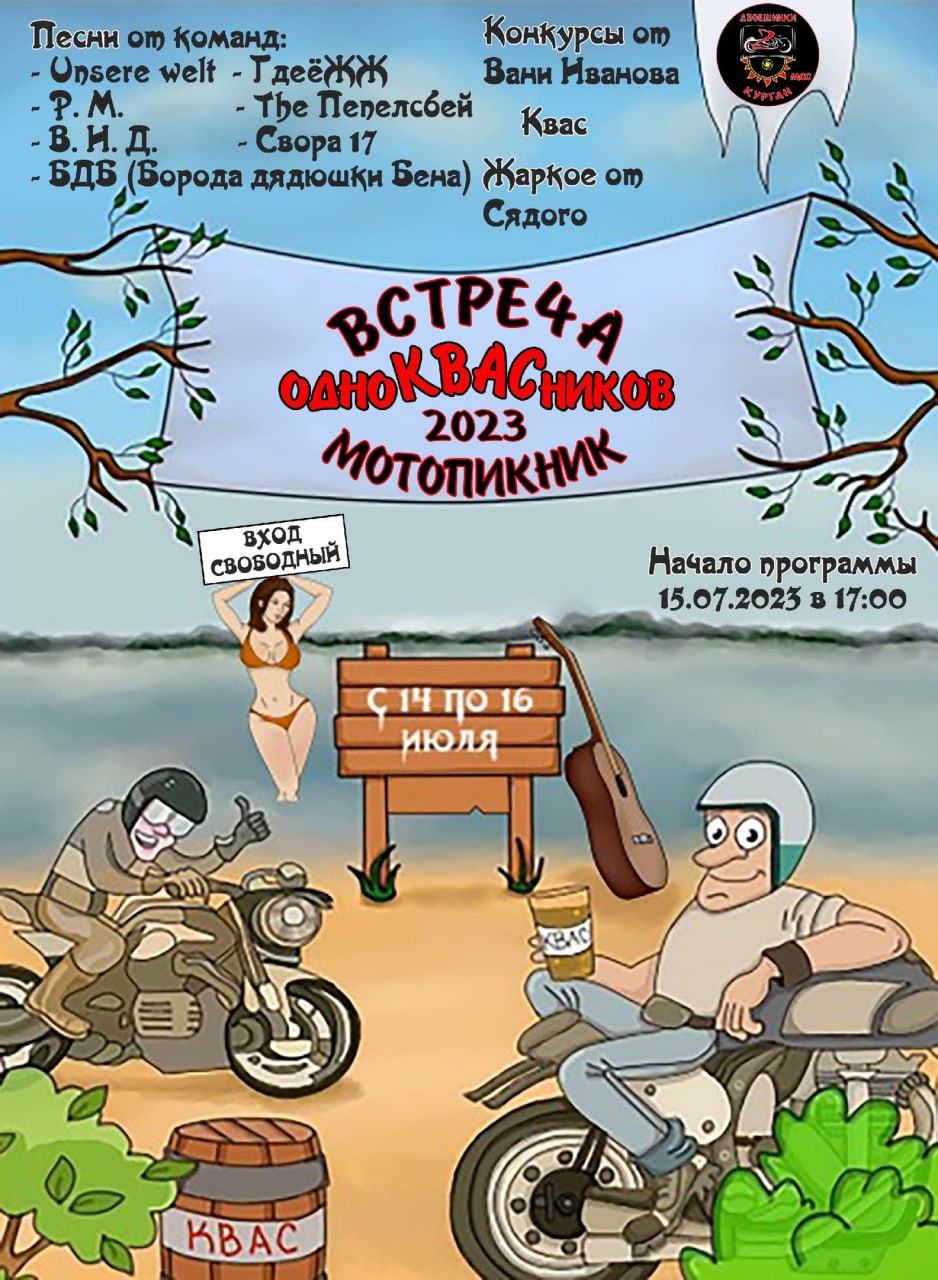 Песни от команд:
- Unsere welt - ГдеёЖЖ
- Р. М. - The Пепелсбей
- В. И. Д. - Свора 17
- БДБ (Борода дядюшки Бена)
Конкурсы от
Вани Иванова
Квас
Жаркое от
Сядого
ДВОЕШНИКИ
МСС
КУРГАН
ВСТРЕ4А
ОДНОКВАСНИКОВ
2023
МОТОПИКНИК
ВХОД
СВОБОДНЫЙ
Начало программы
15.07.2023 в 17:00
С 14 по 16
июля
КВАС
КВАС